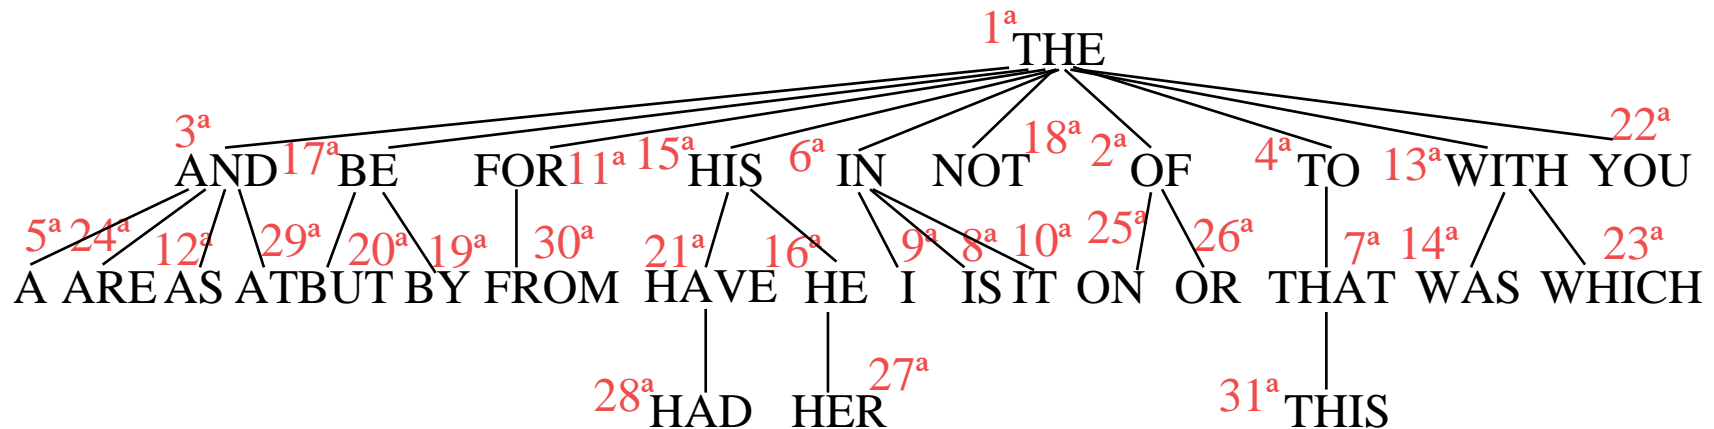 1ª THE
3ª AND 17ª BE FOR 11ª 15ª HIS 6ª IN NOT 18ª 2ª OF 4ª TO 13ª WITH YOU 22ª
5ª A 24ª ARE 12ª AS 29ª AT 20ª BUT 19ª BY FROM 30ª 21ª HAVE 16ª HE I 9ª IS 8ª IT 10ª ON 25ª OR 26ª THAT 7ª 14ª WAS WHICH 23ª
28ª HAD HER 27ª 31ª THIS